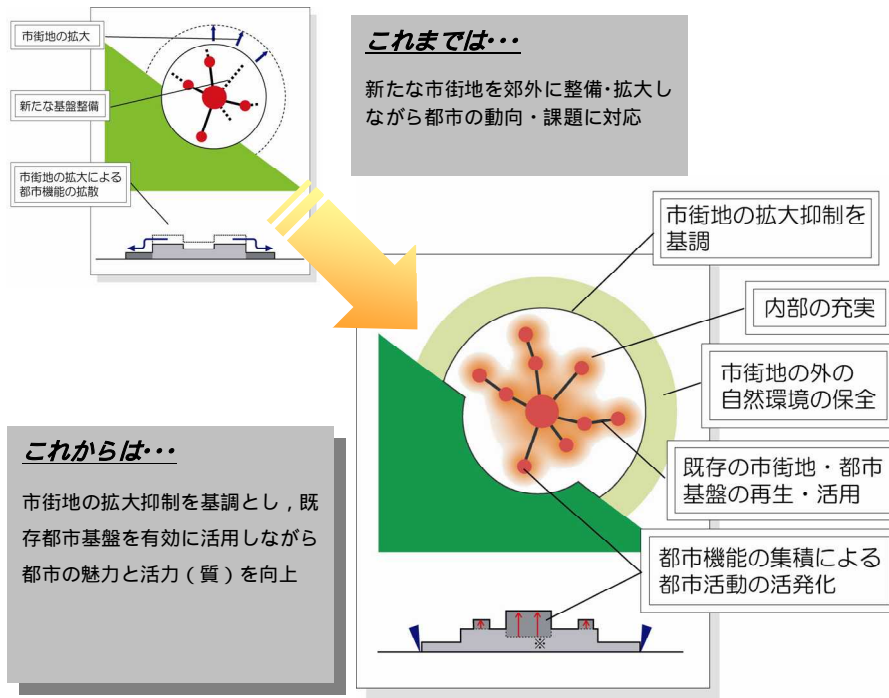 市街地の拡大
新たな基盤整備
市街地の拡大による
都市機能の拡散
これまでは・・・
新たな市街地を郊外に整備・拡大し
ながら都市の動向・課題に対応
市街地の拡大抑制を
基調
内部の充実
市街地の外の
自然環境の保全
既存の市街地・都市
基盤の再生・活用
都市機能の集積による
都市活動の活発化
※
これからは・・・
市街地の拡大抑制を基調とし，既
存都市基盤を有効に活用しながら
都市の魅力と活力（質）を向上